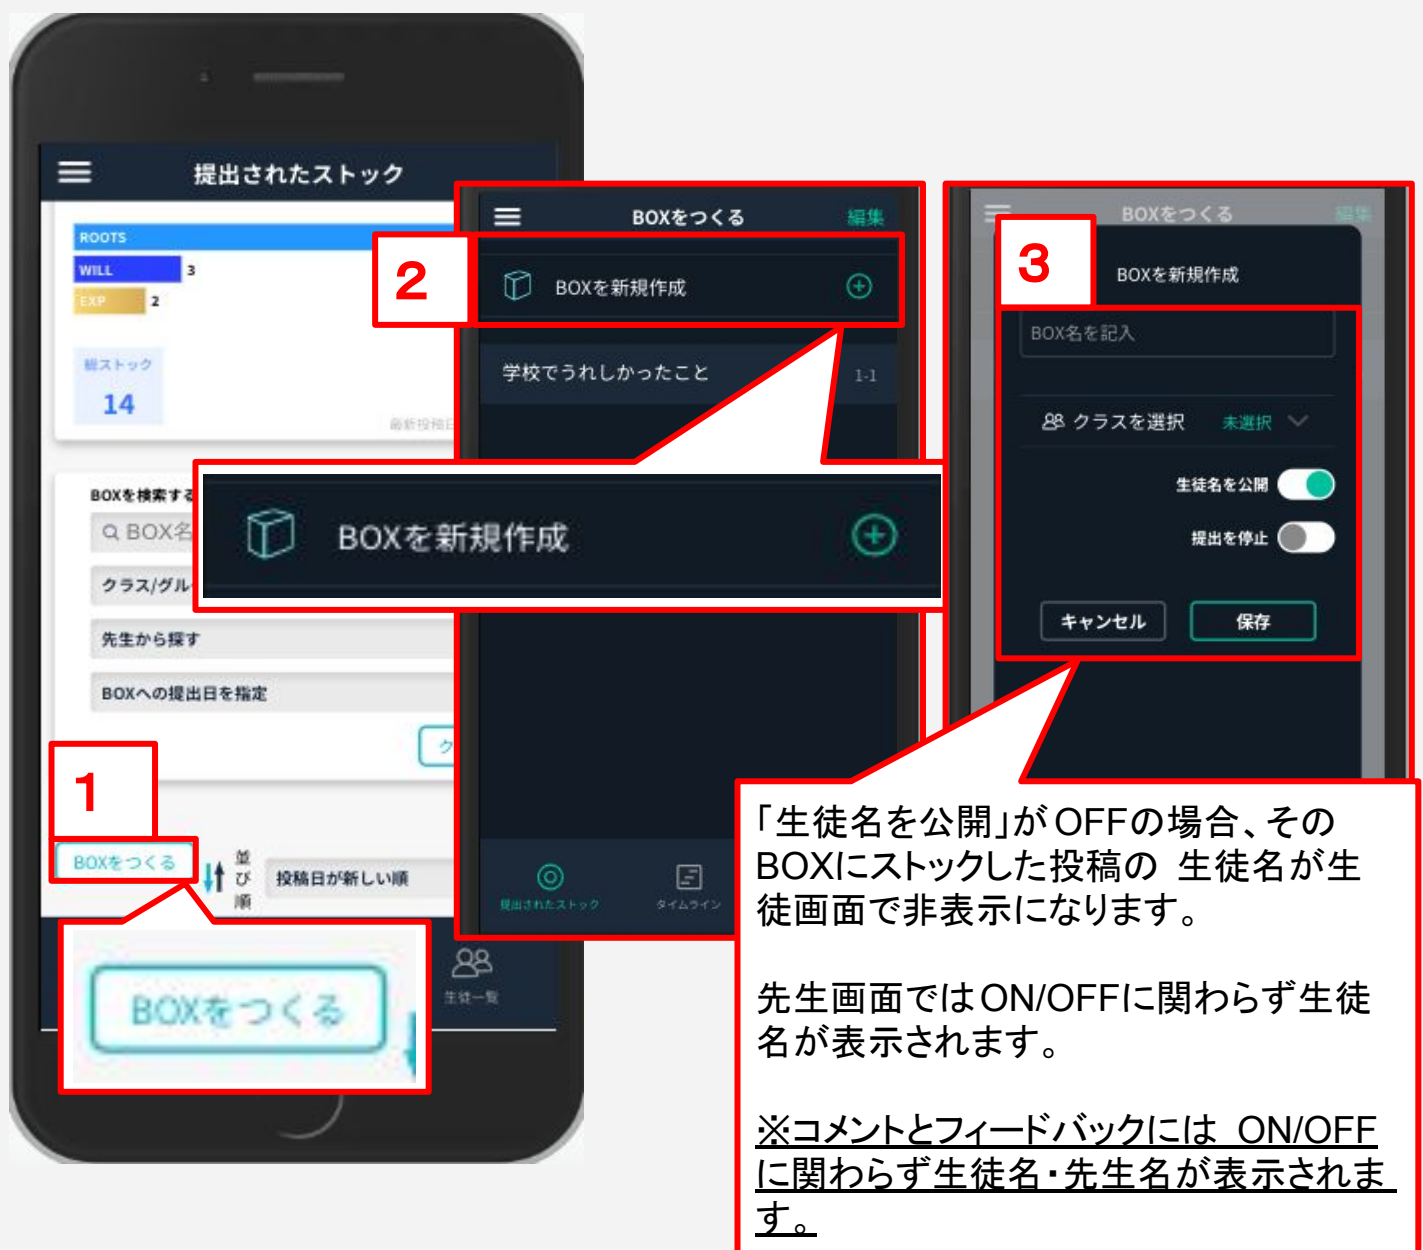 提出されたストック
ROOTS
WILL 3
EXP 2
総ストック
14
BOXを検索する
BOX名
クラス/グル
先生から探す
BOXへの提出日を指定
ク
1
BOXをつくる
並び順
投稿日が新しい順
生徒一覧
BOXをつくる
2
BOXをつくる 編集
BOXを新規作成
学校でうれしかったこと 1-1
BOXを新規作成
提出されたストック タイムライン
3
BOXをつくる 編集
BOXを新規作成
BOX名を記入
クラスを選択 未選択
生徒名を公開
提出を停止
キャンセル 保存
「生徒名を公開」がOFFの場合、その
BOXにストックした投稿の 生徒名が生
徒画面で非表示になります。
先生画面ではON/OFFに関わらず生徒
名が表示されます。
※コメントとフィードバックには ON/OFF
に関わらず生徒名・先生名が表示されま
す。